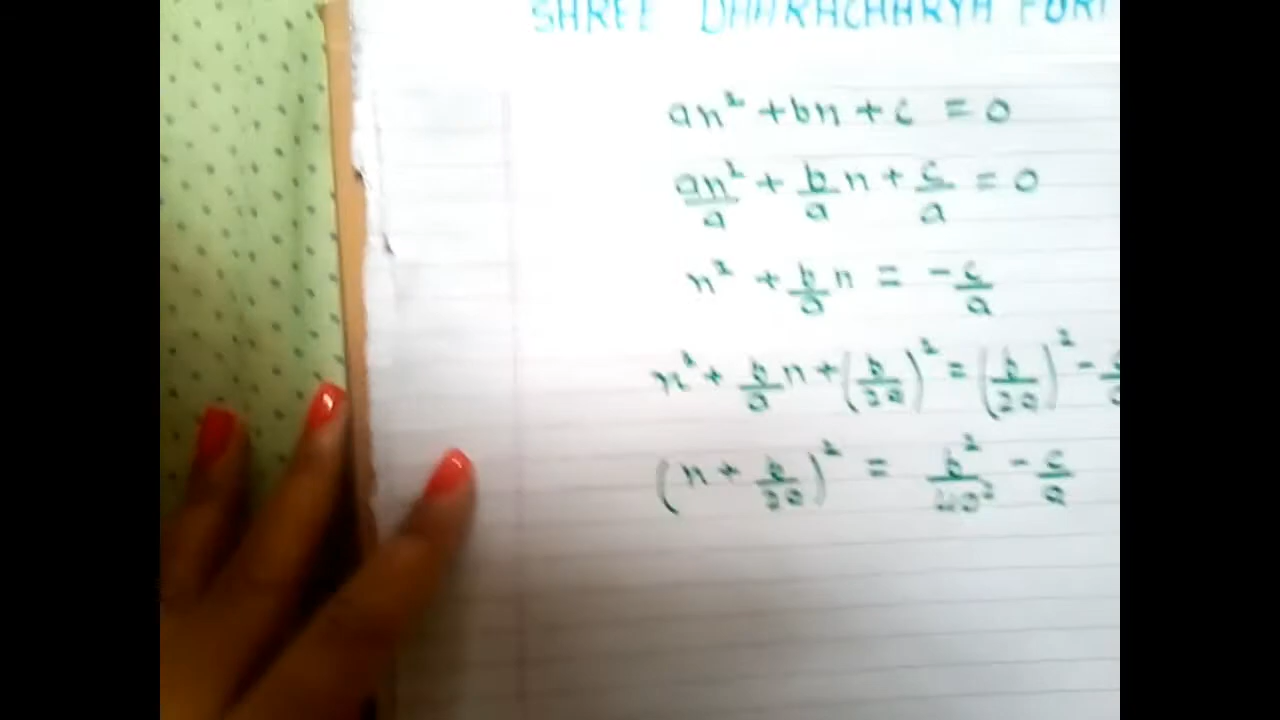 SHREE DHARACHARYA FOR
an² + bn + c = 0
an²/a + b/a n + c/a = 0
n² + b/a n = -c/a
n² + b/a n + (b/2a)² = (b/2a)² - c/a
(n + b/2a)² = b²/4a² - c/a